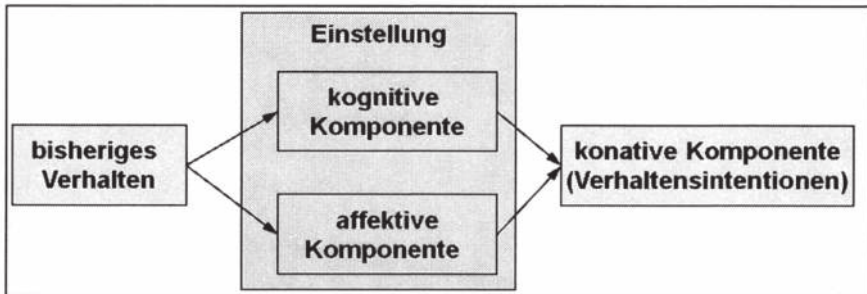 Einstellung
kognitive
Komponente
bisheriges
Verhalten
konative Komponente
(Verhaltensintentionen)
affektive
Komponente